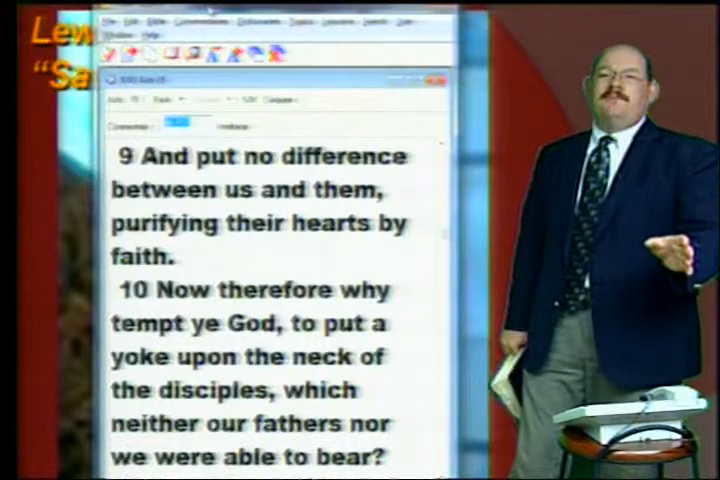 Lew
"Sa
9 And put no difference
between us and them,
purifying their hearts by
faith.
10 Now therefore why
tempt ye God, to put a
yoke upon the neck of
the disciples, which
neither our fathers nor
we were able to bear?